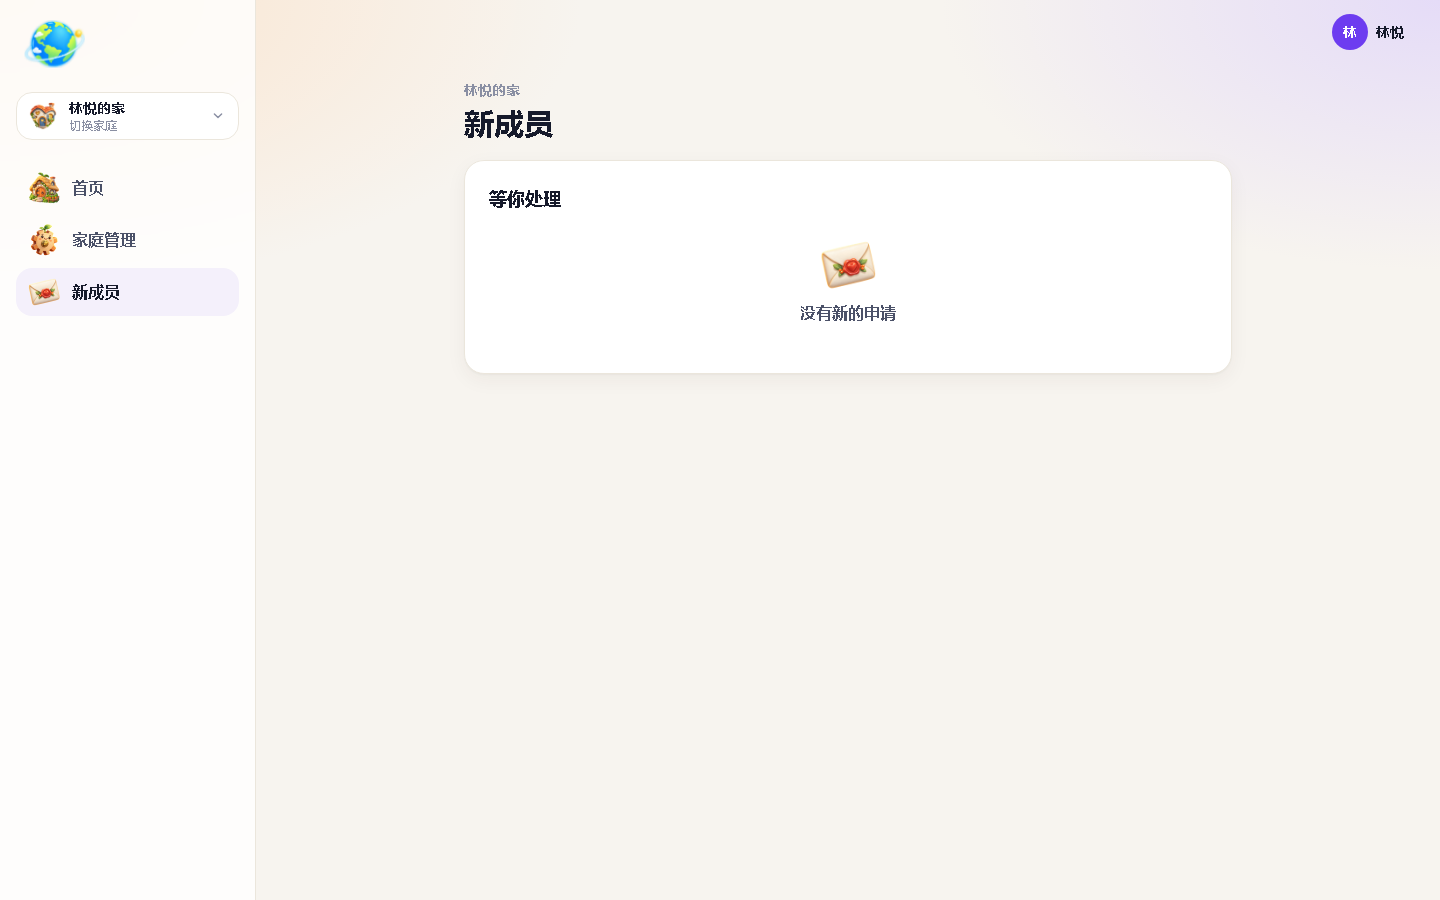 林悦的家
切换家庭
首页
家庭管理
新成员
林 林悦
林悦的家
新成员
等你处理
没有新的申请